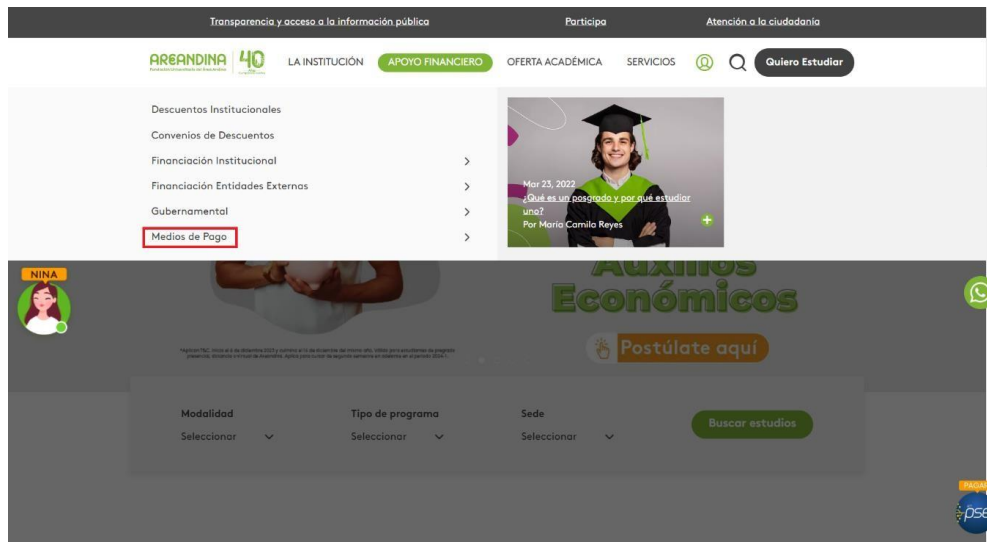 Transparencia y acceso a la información pública
Participa
Atención a la ciudadanía
AREANDINA
40
LA INSTITUCIÓN
APOYO FINANCIERO
OFERTA ACADÉMICA
SERVICIOS
Quiero Estudiar
Descuentos Institucionales
Convenios de Descuentos
Financiación Institucional
Financiación Entidades Externas
Gubernamental
Medios de Pago
Mar 23, 2022
¿Qué es un posgrado y por qué estudiar
uno?
Por María Camila Reyes
NINA
Auxilios
Económicos
Postúlate aquí
Modalidad
Tipo de programa
Sede
Seleccionar
Seleccionar
Seleccionar
Buscar estudios
PAGAR
pse